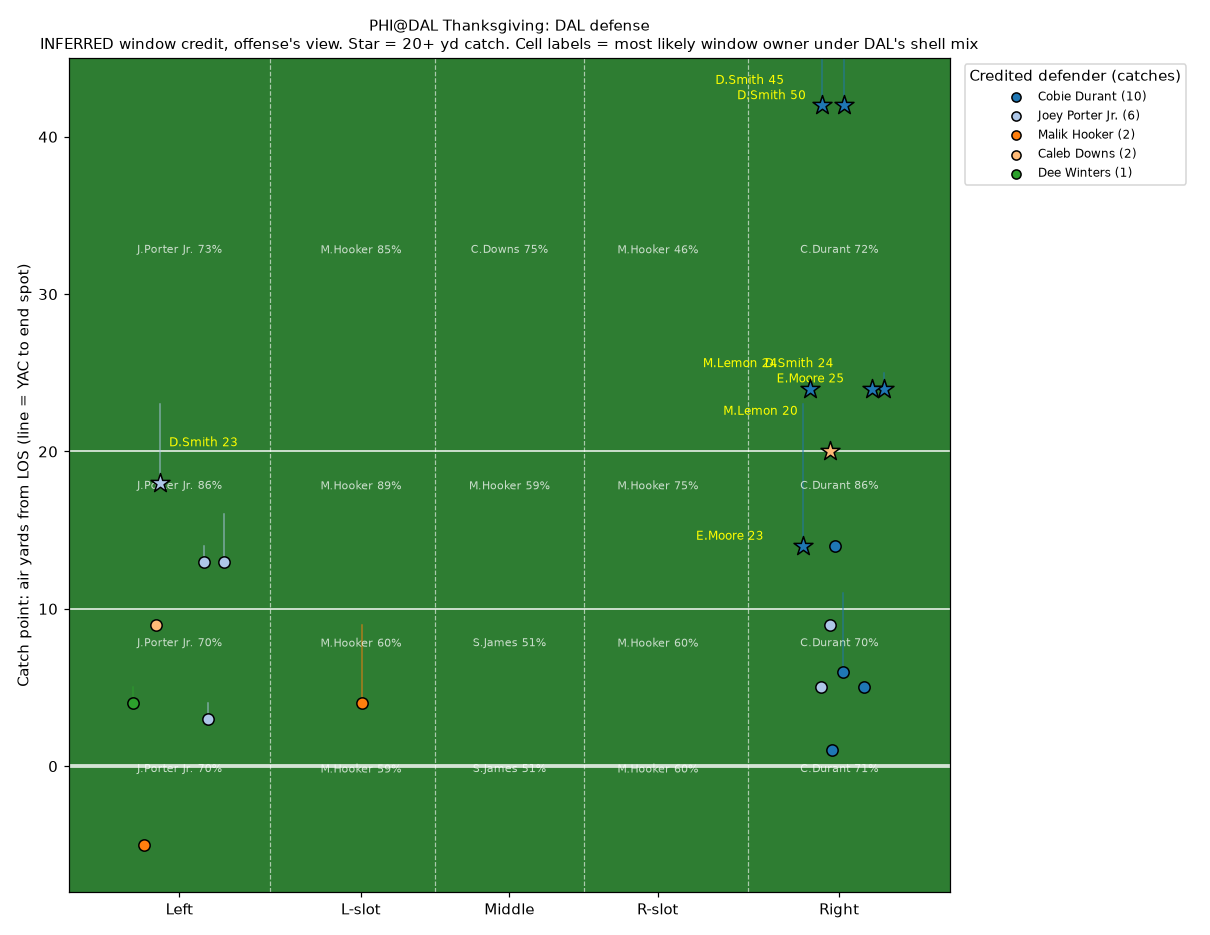 PHI@DAL Thanksgiving: DAL defense
INFERRED window credit, offense's view. Star = 20+ yd catch. Cell labels = most likely window owner under DAL's shell mix
Credited defender (catches)
Cobie Durant (10)
Joey Porter Jr. (6)
Malik Hooker (2)
Caleb Downs (2)
Dee Winters (1)
Catch point: air yards from LOS (line = YAC to end spot)
40
30
20
10
0
D.Smith 45
D.Smith 50
J.Porter Jr. 73%
M.Hooker 85%
C.Downs 75%
M.Hooker 46%
C.Durant 72%
M.Lemon 24
D.Smith 24
E.Moore 25
M.Lemon 20
D.Smith 23
J.Porter Jr. 86%
M.Hooker 89%
M.Hooker 59%
M.Hooker 75%
C.Durant 86%
E.Moore 23
J.Porter Jr. 70%
M.Hooker 60%
S.James 51%
M.Hooker 60%
C.Durant 70%
J.Porter Jr. 70%
M.Hooker 59%
S.James 51%
M.Hooker 60%
C.Durant 71%
Left
L-slot
Middle
R-slot
Right